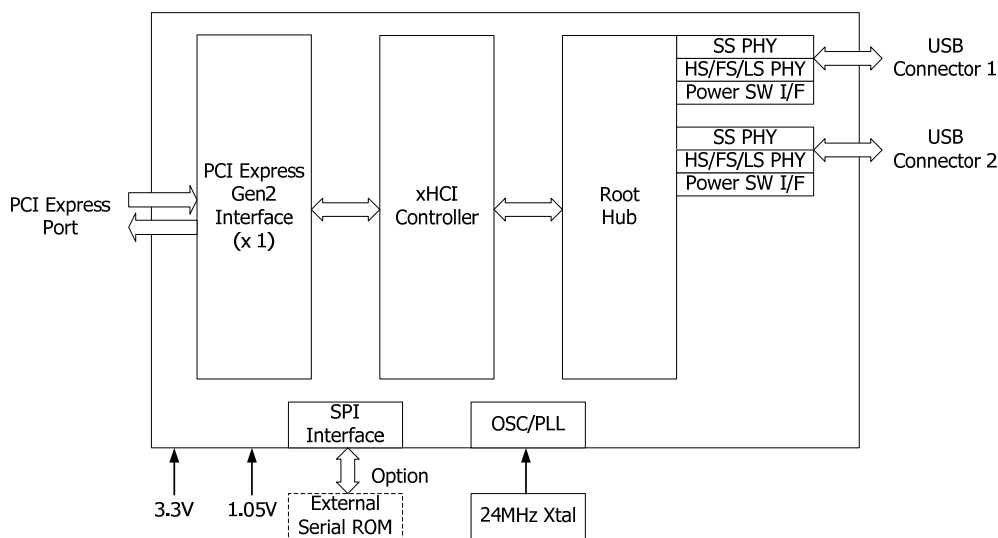 SS PHY
HS/FS/LS PHY
Power SW I/F
USB
Connector 1
SS PHY
HS/FS/LS PHY
Power SW I/F
USB
Connector 2
PCI Express
Port
PCI Express
Gen2
Interface
(x 1)
xHCI
Controller
Root
Hub
SPI
Interface
OSC/PLL
Option
3.3V
1.05V
External
Serial ROM
24MHz Xtal